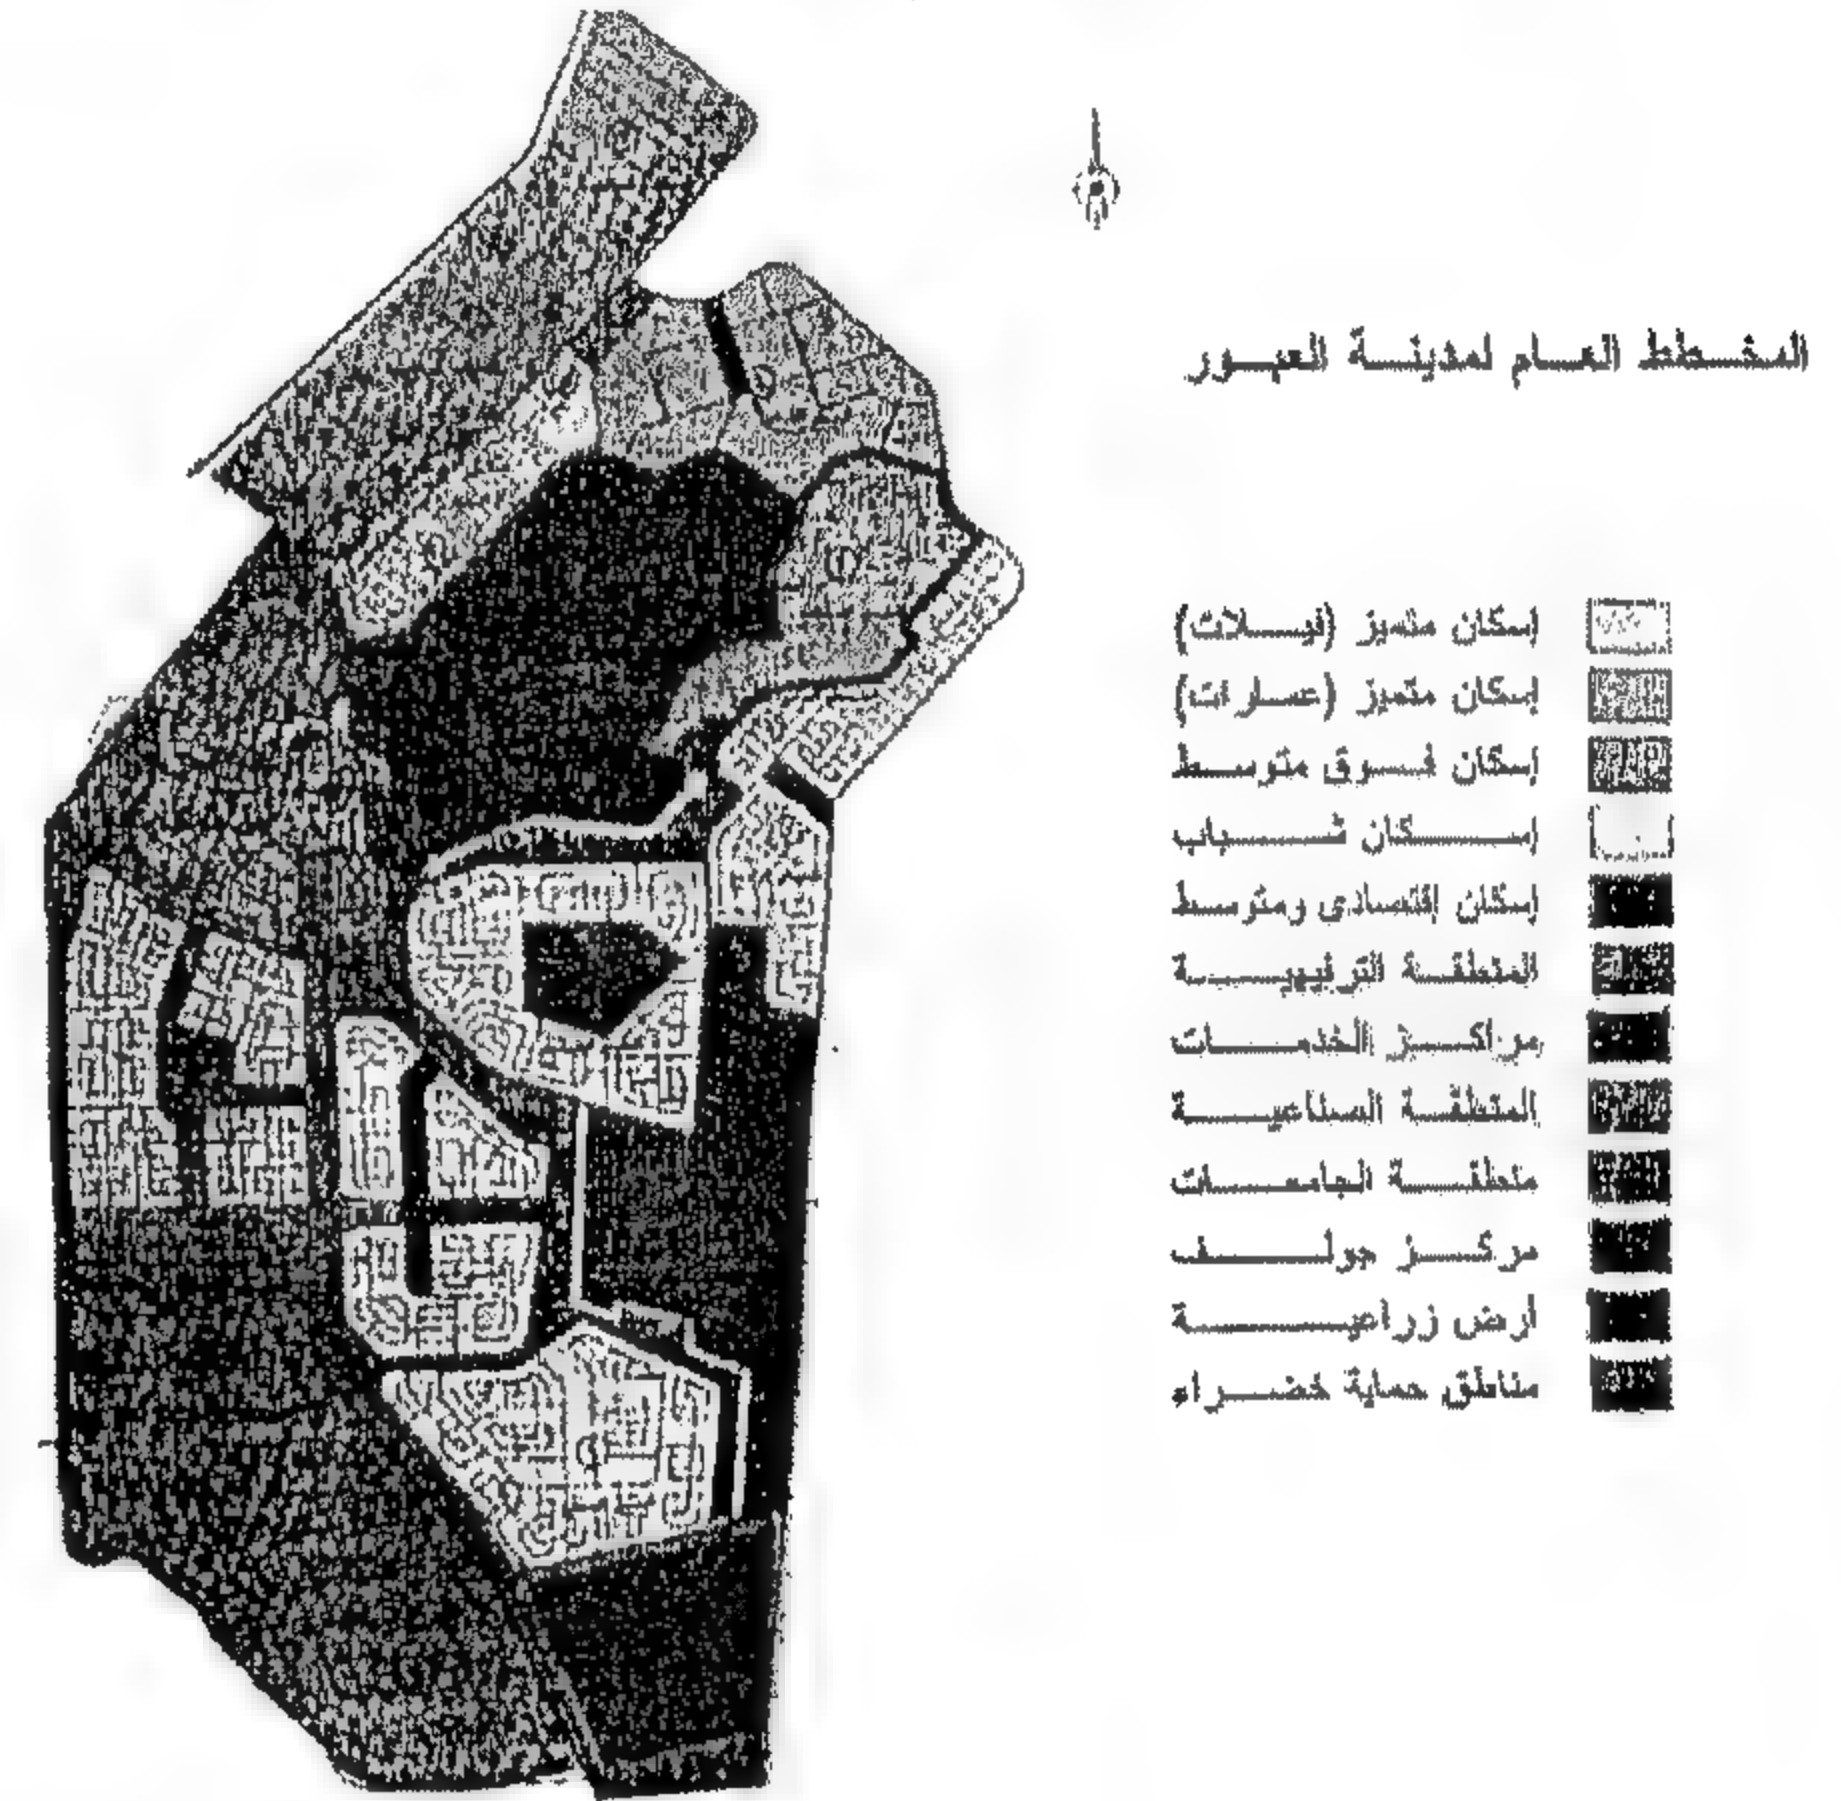 المخطط العام لمدينة العبور
إسكان متميز (فيلات)
إسكان متميز (عمارات)
إسكان فوق متوسط
إسكان شباب
إسكان إقتصادى ومتوسط
المنطقة الترفيهية
مراكز الخدمات
المنطقة الصناعية
منطقة الجامعات
مركز جولف
ارض زراعية
مناطق حماية خضراء